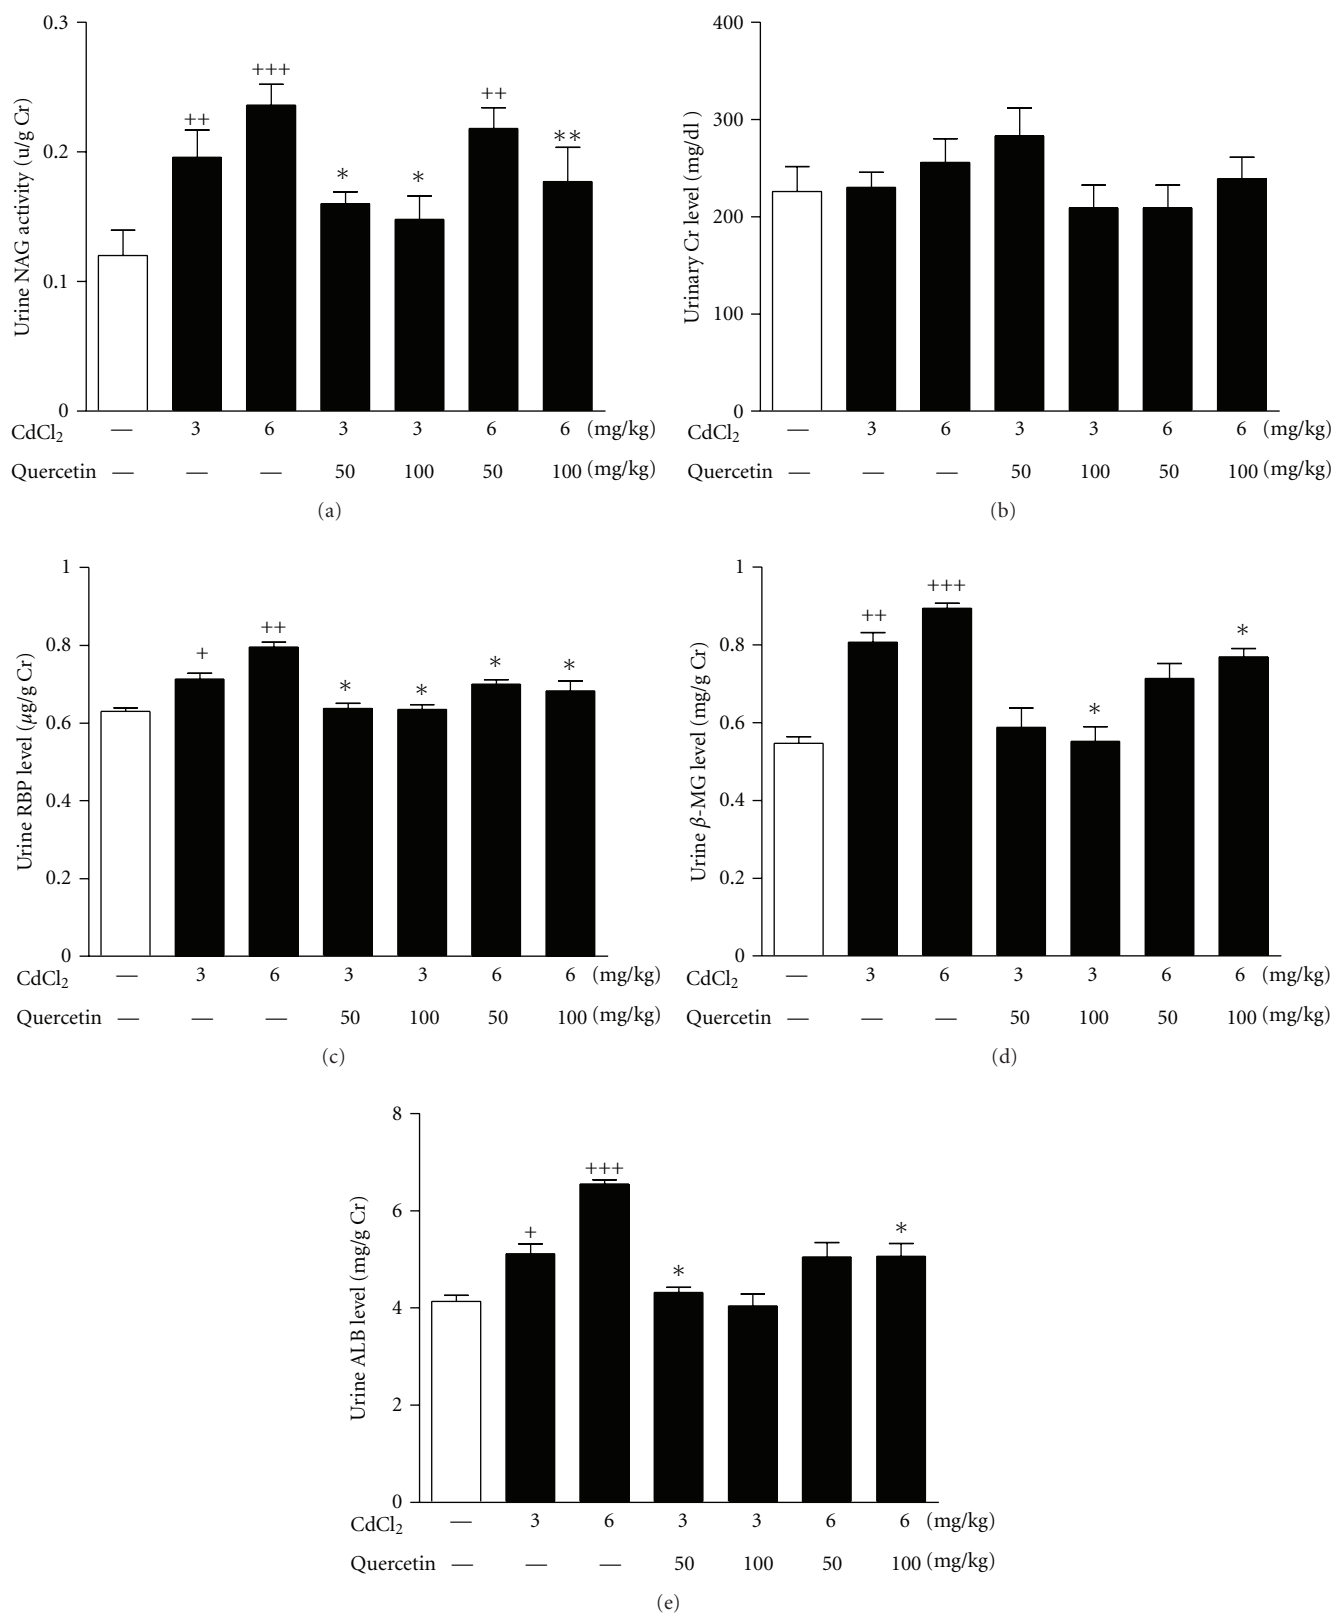 0.3
0.2
0.1
0
Urine NAG activity (u/g Cr)
++
+++
*
*
++
**
CdCl2 — 3 6 3 3 6 6 (mg/kg)
Quercetin — — — 50 100 50 100 (mg/kg)
(a)
400
300
200
100
0
Urinary Cr level (mg/dl )
CdCl2 — 3 6 3 3 6 6 (mg/kg)
Quercetin — — — 50 100 50 100 (mg/kg)
(b)
1
0.8
0.6
0.4
0.2
0
Urine RBP level (μg/g Cr)
+
++
*
*
*
*
CdCl2 — 3 6 3 3 6 6 (mg/kg)
Quercetin — — — 50 100 50 100 (mg/kg)
(c)
1
0.8
0.6
0.4
0.2
0
Urine β-MG level (mg/g Cr)
++
+++
*
*
CdCl2 — 3 6 3 3 6 6 (mg/kg)
Quercetin — — — 50 100 50 100 (mg/kg)
(d)
8
6
4
2
0
Urine ALB level (mg/g Cr)
+
+++
*
*
CdCl2 — 3 6 3 3 6 6 (mg/kg)
Quercetin — — — 50 100 50 100 (mg/kg)
(e)